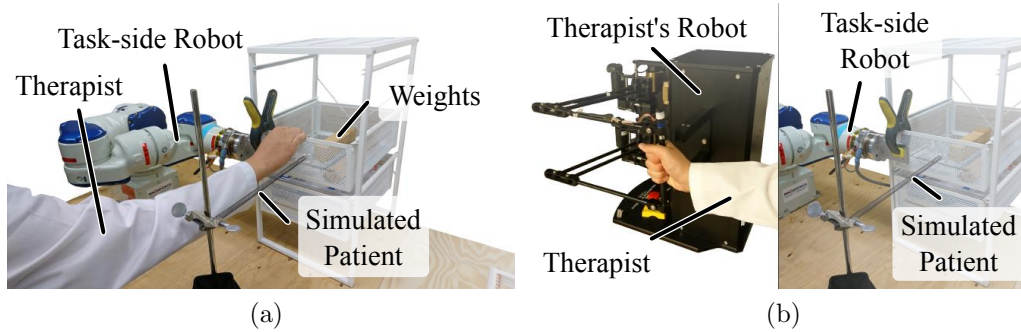 Task-side Robot
Therapist
Weights
Simulated
Patient
(a)
Therapist's Robot
Task-side
Robot
Therapist
Simulated
Patient
(b)